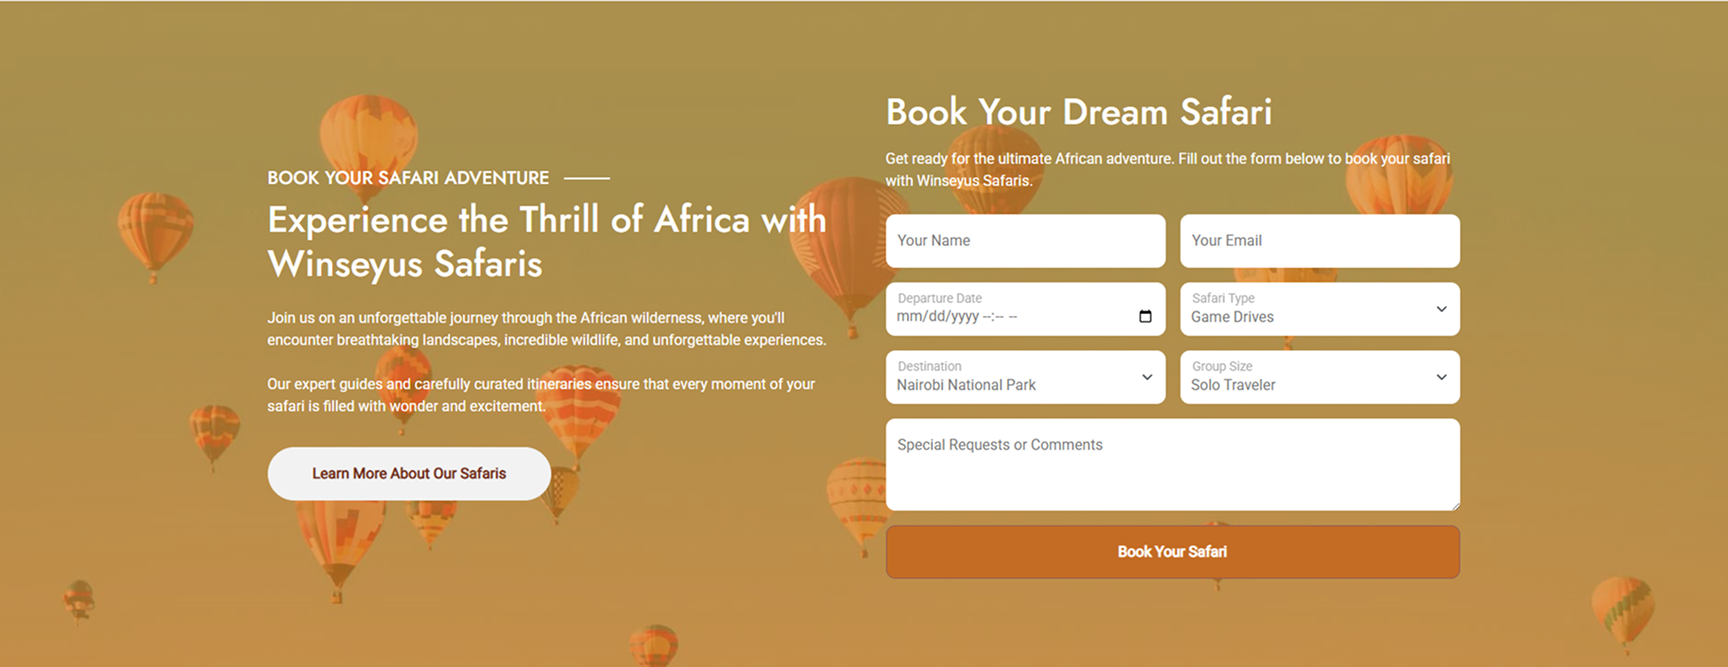 BOOK YOUR SAFARI ADVENTURE
Experience the Thrill of Africa with
Winseyus Safaris
Join us on an unforgettable journey through the African wilderness, where you'll
encounter breathtaking landscapes, incredible wildlife, and unforgettable experiences.
Our expert guides and carefully curated itineraries ensure that every moment of your
safari is filled with wonder and excitement.
Learn More About Our Safaris
Book Your Dream Safari
Get ready for the ultimate African adventure. Fill out the form below to book your safari
with Winseyus Safaris.
Your Name
Your Email
Departure Date
mm/dd/yyyy --:-- --
Safari Type
Game Drives
Destination
Nairobi National Park
Group Size
Solo Traveler
Special Requests or Comments
Book Your Safari